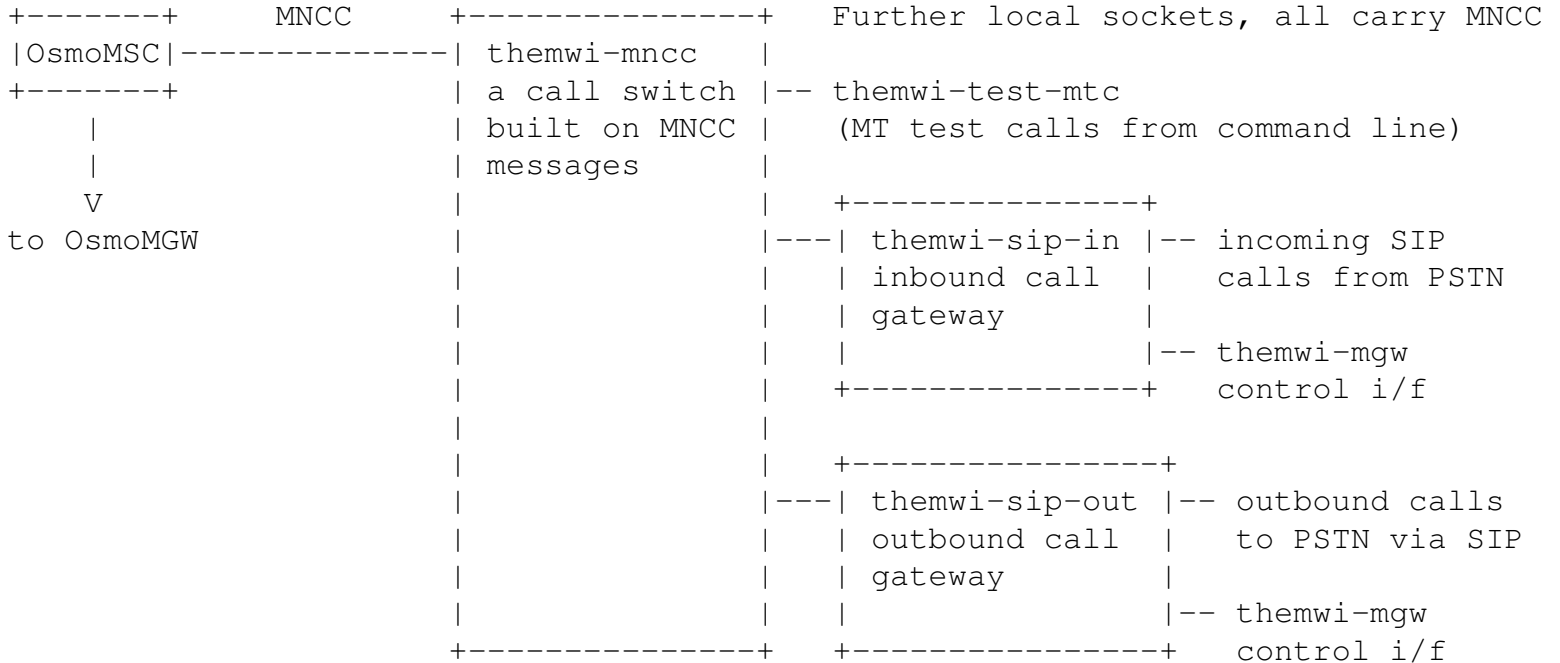 +-------+      MNCC      +---------------+   Further local sockets, all carry MNCC
|OsmoMSC|----------------| themwi-mncc   |
+-------+                | a call switch |-- themwi-test-mtc
    |                    | built on MNCC |   (MT test calls from command line)
    |                    | messages      |
    V                    |               |   +---------------+
to OsmoMGW               |               |---| themwi-sip-in |-- incoming SIP
                         |               |   | inbound call  |   calls from PSTN
                         |               |   | gateway       |
                         |               |   |               |-- themwi-mgw
                         |               |   +---------------+   control i/f
                         |               |
                         |               |   +----------------+
                         |               |---| themwi-sip-out |-- outbound calls
                         |               |   | outbound call  |   to PSTN via SIP
                         |               |   | gateway        |
                         |               |   |                |-- themwi-mgw
                         +---------------+   +----------------+   control i/f